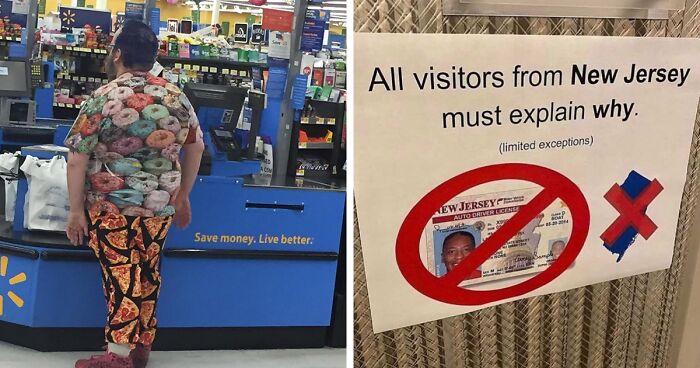 Save money. Live better.
All visitors from New Jersey
must explain why.
(limited exceptions)
NEW JERSEY
AUTO DRIVER LICENSE